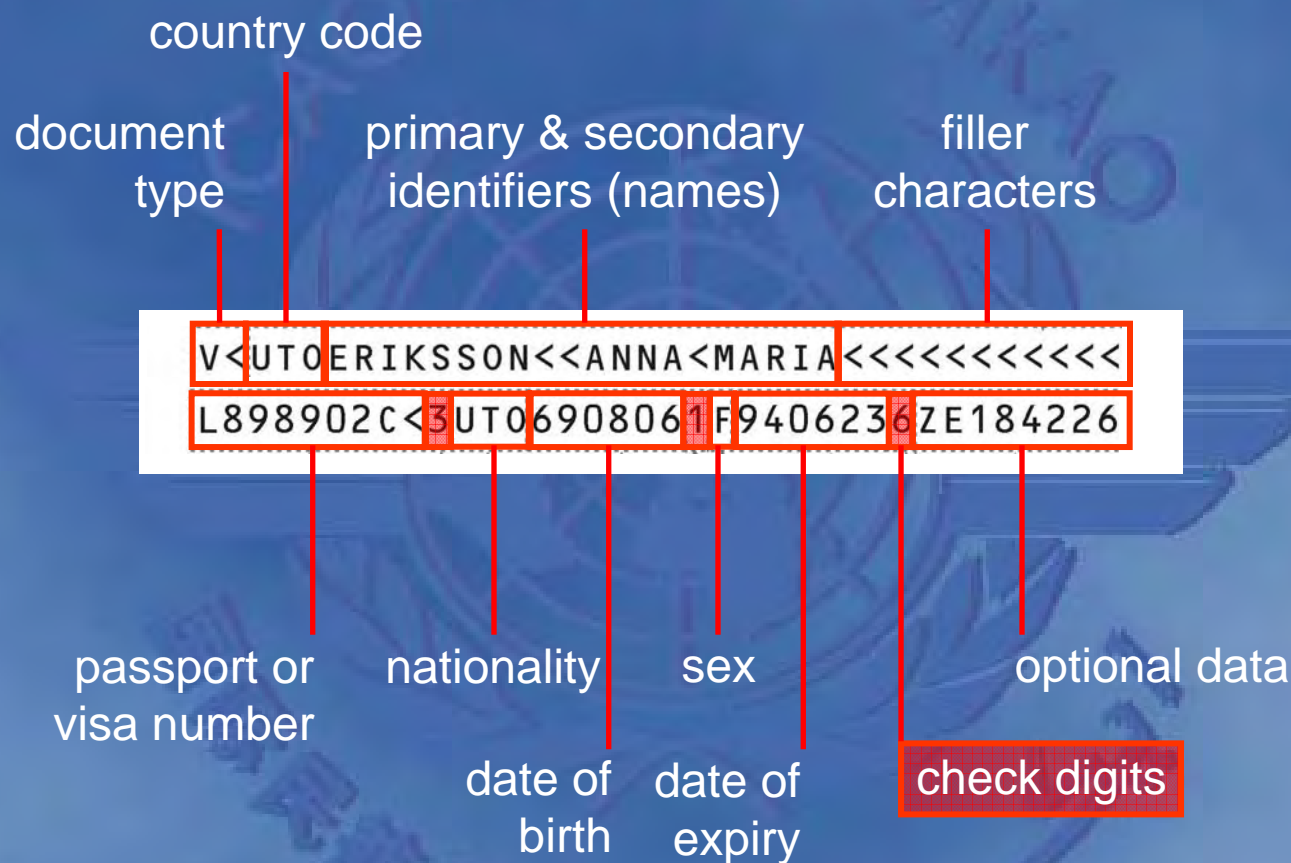 country code
document
type
primary & secondary
identifiers (names)
filler
characters
V<UTOERIKSSON<<ANNA<MARIA<<<<<<<<<<<
L898902C<3UTO6908061F9406236ZE184226
passport or
visa number
nationality
sex
optional data
date of
birth
date of
expiry
check digits
ICAO